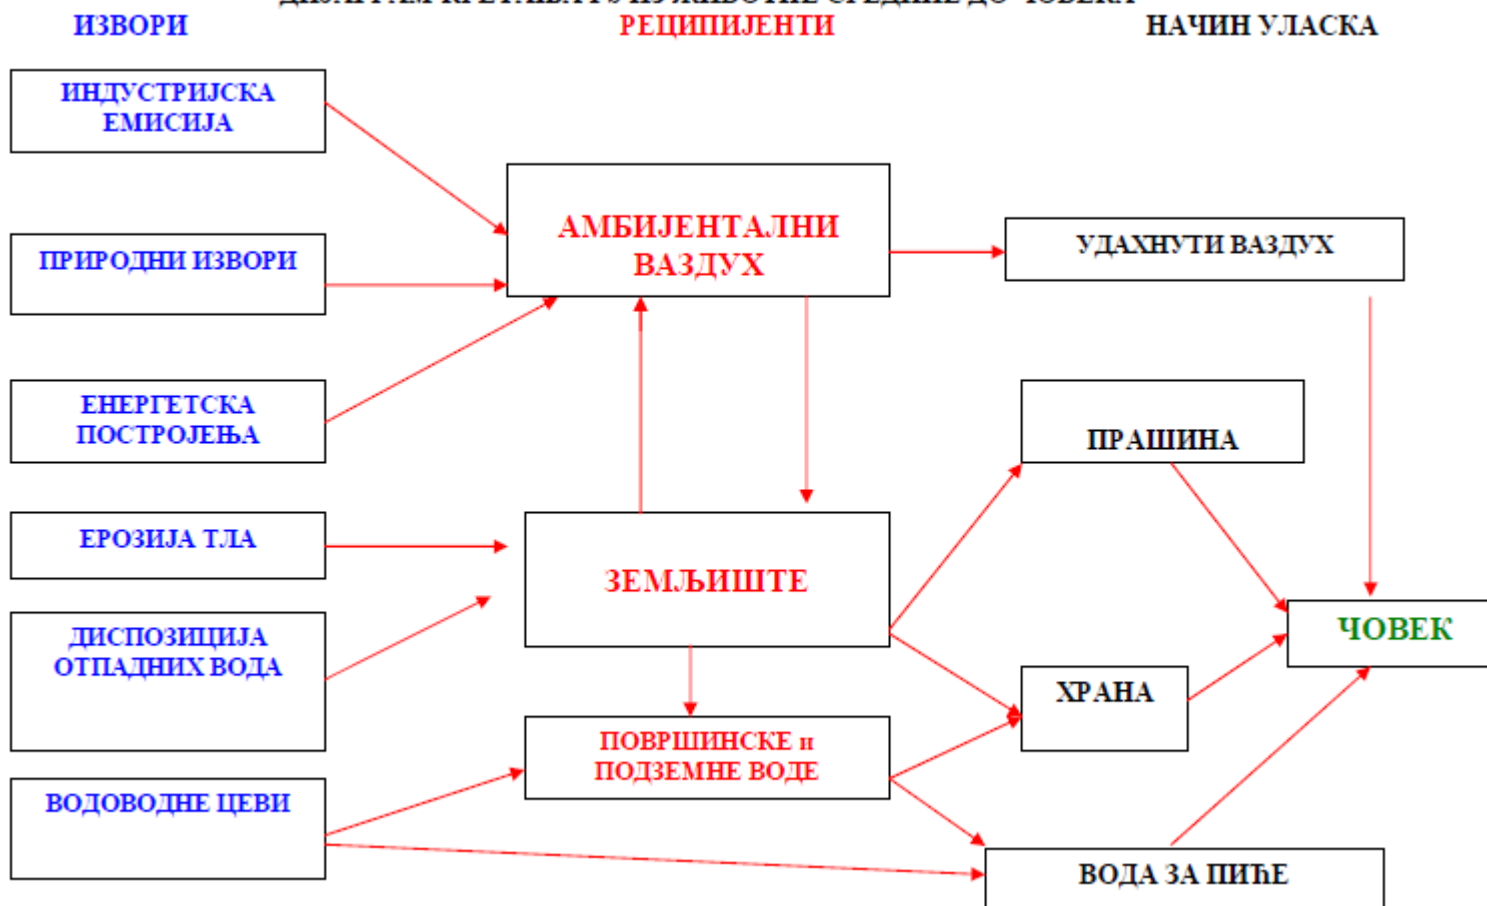 ИЗВОРИ
РЕЦИПИЈЕНТИ
НАЧИН УЛАСКА
ИНДУСТРИЈСКА
ЕМИСИЈА
АМБИЈЕНТАЛНИ
ВАЗДУХ
УДАХНУТИ ВАЗДУХ
ПРИРОДНИ ИЗВОРИ
ЕНЕРГЕТСКА
ПОСТРОЈЕЊА
ПРАШИНА
ЕРОЗИЈА ТЛА
ЗЕМЉИШТЕ
ДИСПОЗИЦИЈА
ОТПАДНИХ ВОДА
ЧОВЕК
ХРАНА
ПОВРШИНСКЕ и
ПОДЗЕМНЕ ВОДЕ
ВОДОВОДНЕ ЦЕВИ
ВОДА ЗА ПИЋЕ